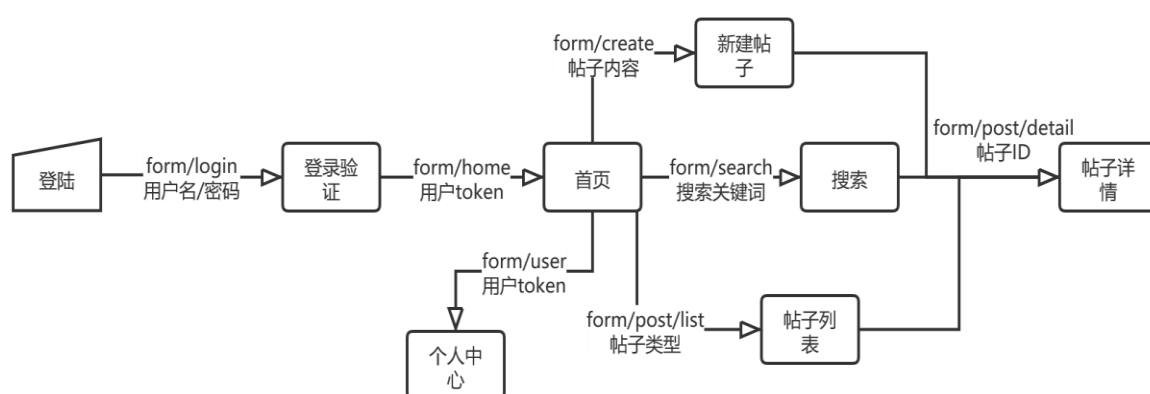 form/create
帖子内容
新建帖
子
form/post/detail
帖子ID
登陆
form/login
用户名/密码
登录验
证
form/home
用户token
首页
form/search
搜索关键词
搜索
帖子详
情
form/user
用户token
form/post/list
帖子类型
帖子列
表
个人中
心